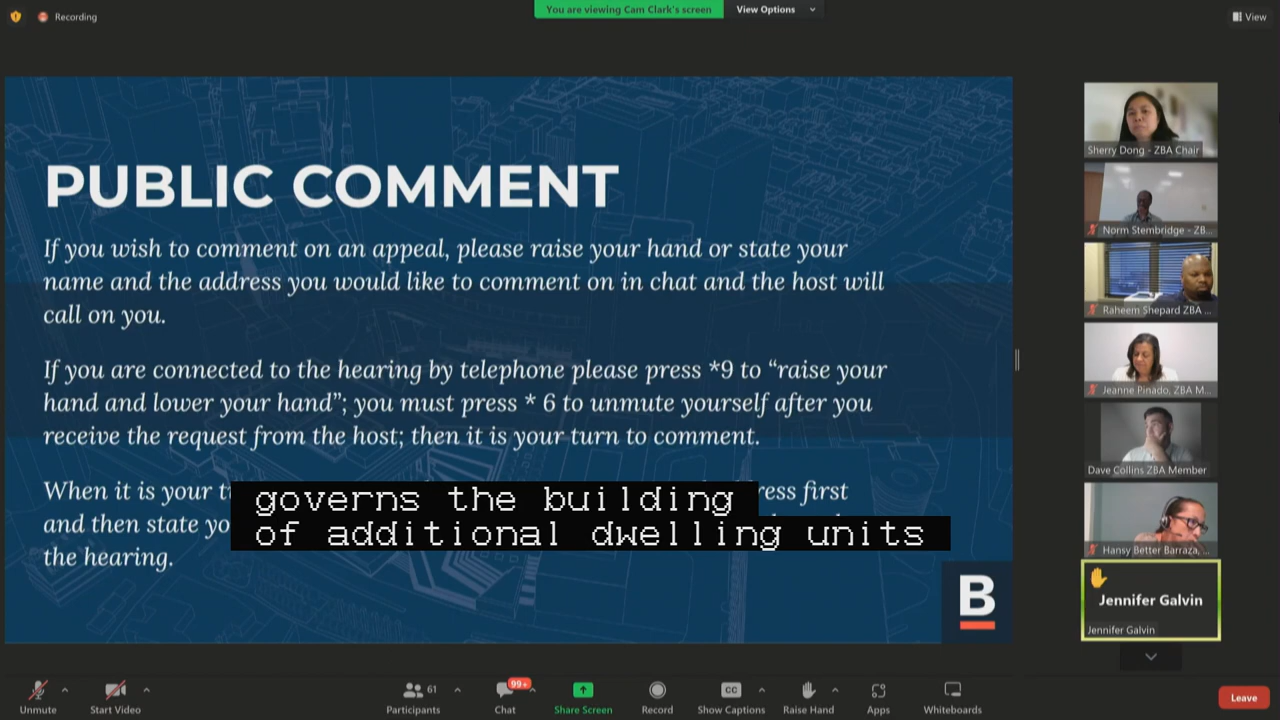 Recording
You are viewing Cam Clark's screen
View Options
View
PUBLIC COMMENT
If you wish to comment on an appeal, please raise your hand or state your
name and the address you would like to comment on in chat and the host will
call on you.
If you are connected to the hearing by telephone please press *9 to “raise your
hand and lower your hand”; you must press * 6 to unmute yourself after you
receive the request from the host; then it is your turn to comment.
When it is your first
and then state
the hearing.
governs the building
of additional dwelling units
B
Sherry Dong - ZBA Chair
Norm Stembridge - ZB...
Raheem Shepard ZBA ...
Jeanne Pinado, ZBA M...
Dave Collins ZBA Member
Hansy Better Barraza, ...
Jennifer Galvin
Jennifer Galvin
Unmute
Start Video
61
Participants
99+
Chat
Share Screen
Record
CC
Show Captions
Raise Hand
Apps
Whiteboards
Leave